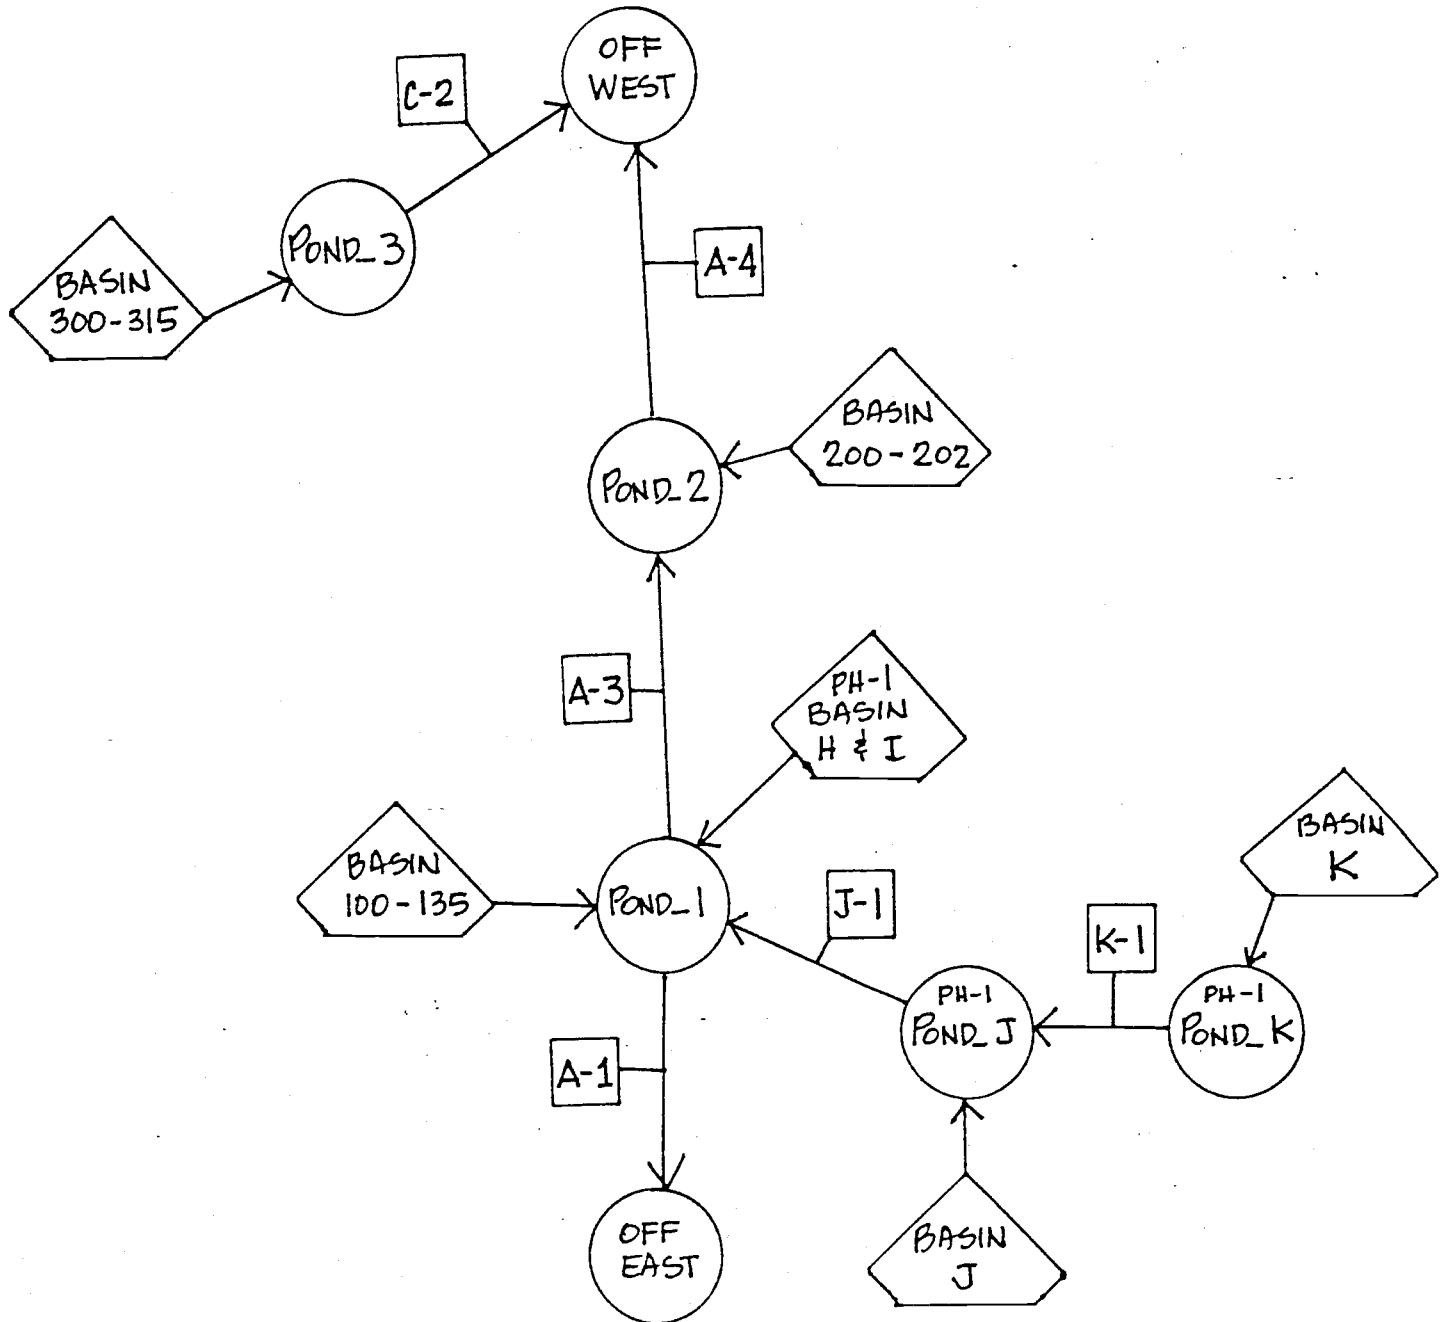 OFF
WEST
C-2
POND_3
BASIN
300-315
A-4
BASIN
200-202
POND_2
A-3
PH-1
BASIN
H & I
BASIN
K
BASIN
100-135
POND_1
J-1
K-1
PH-1
POND_J
PH-1
POND_K
A-1
OFF
EAST
BASIN
J